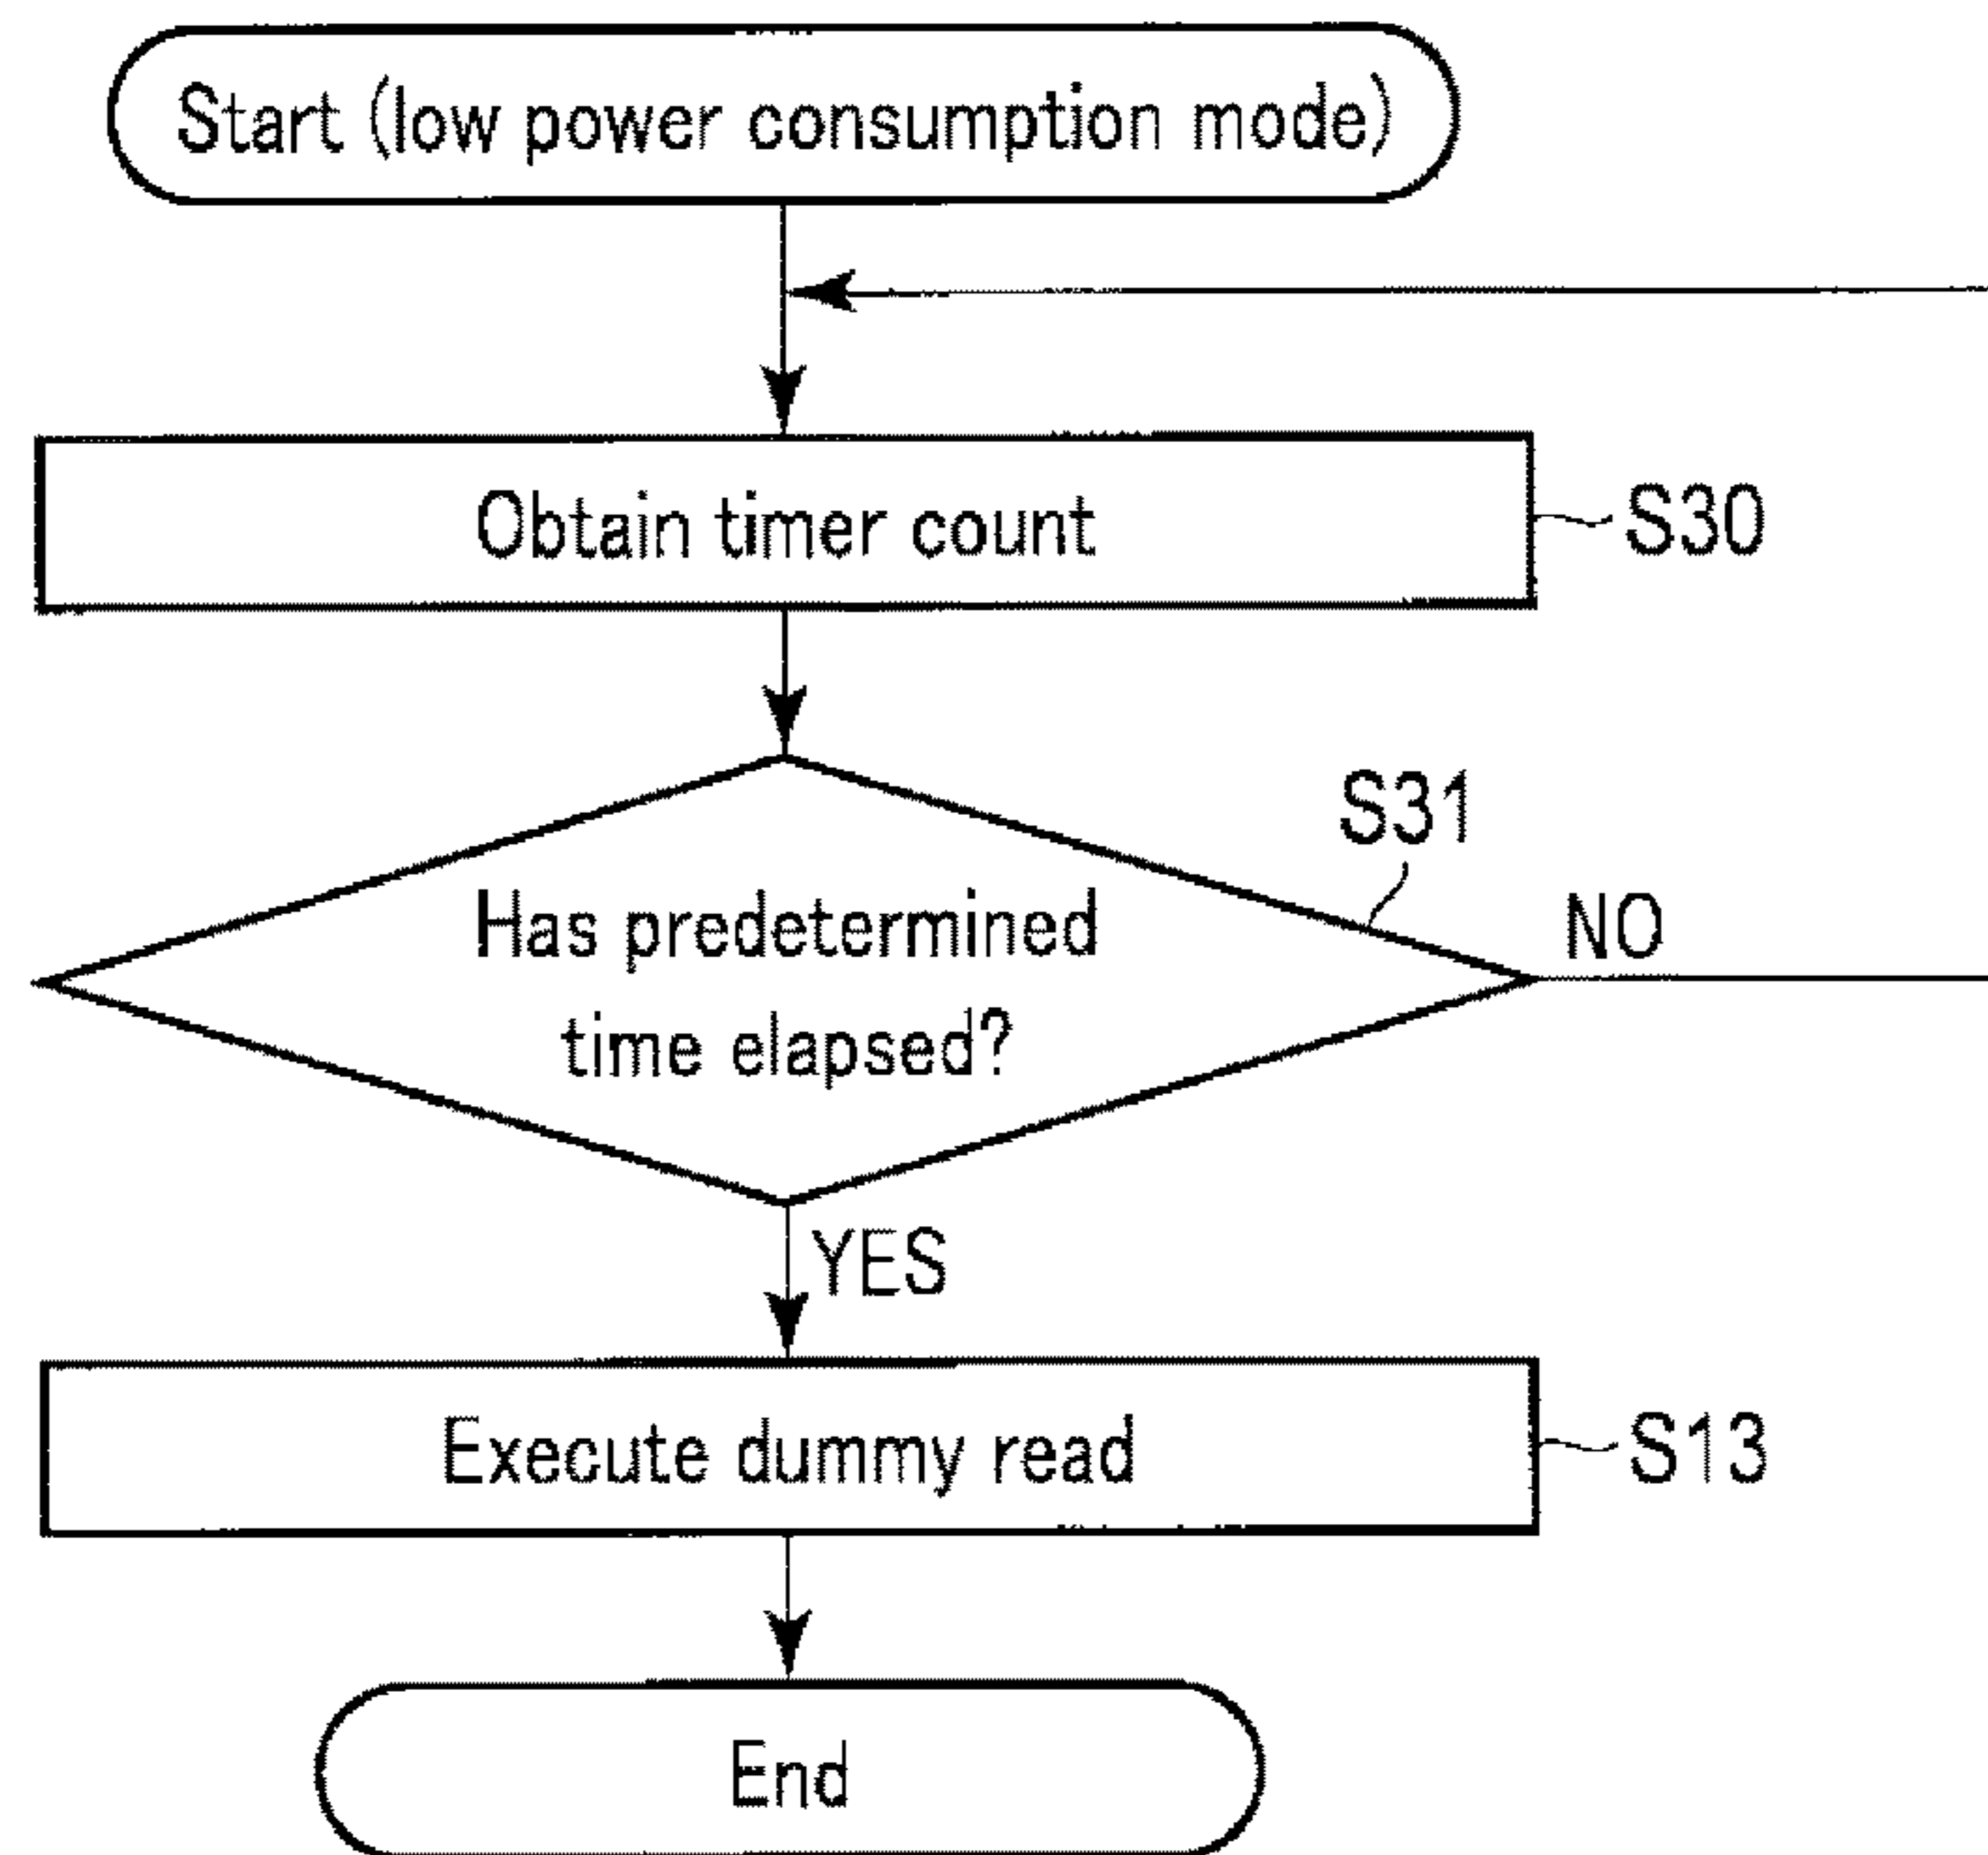 Start (low power consumption mode)
Obtain timer count
S30
S31
Has predetermined
time elapsed?
NO
YES
Execute dummy read
S13
End